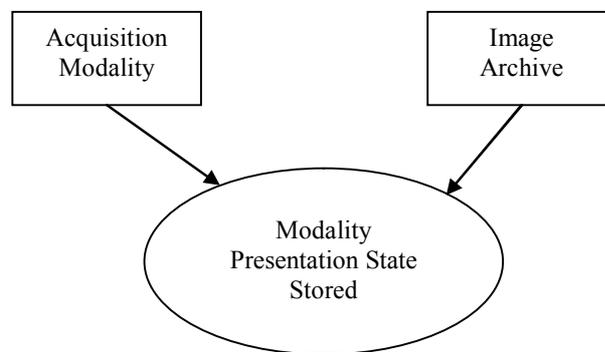 Acquisition
Modality
Image
Archive
Modality
Presentation State
Stored